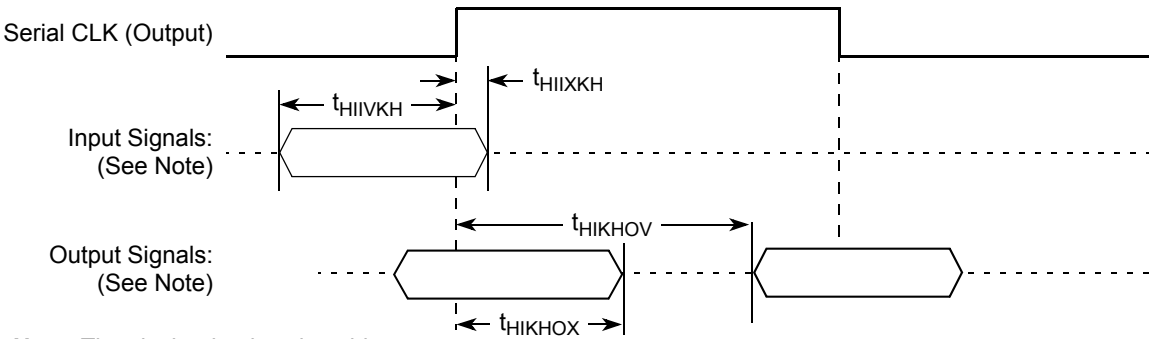 Serial CLK (Output)
tHIIXKH
tHIIVKH
Input Signals:
(See Note)
tHIKHOV
Output Signals:
(See Note)
tHIKHOX